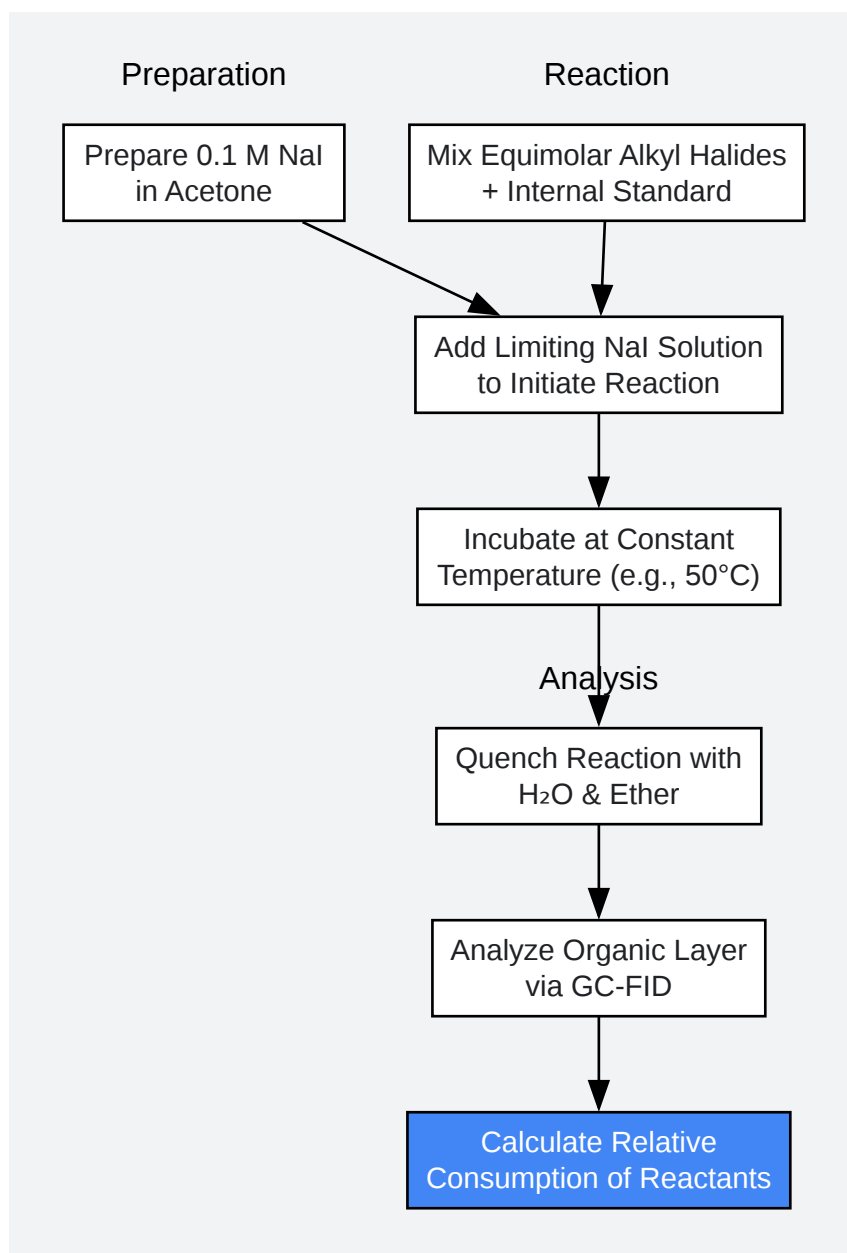 Preparation
Reaction
Prepare 0.1 M NaI
in Acetone
Mix Equimolar Alkyl Halides
+ Internal Standard
Add Limiting NaI Solution
to Initiate Reaction
Incubate at Constant
Temperature (e.g., 50°C)
Analysis
Quench Reaction with
H₂O & Ether
Analyze Organic Layer
via GC-FID
Calculate Relative
Consumption of Reactants